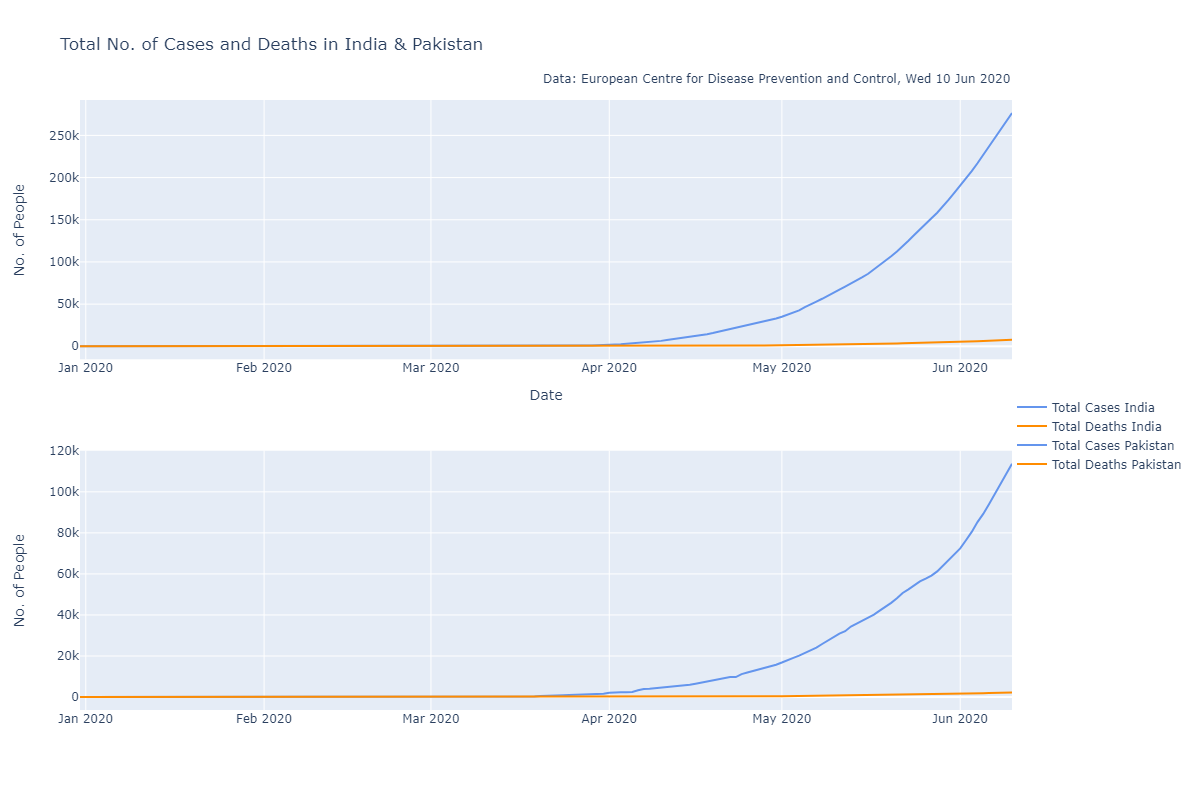 Total No. of Cases and Deaths in India & Pakistan
Data: European Centre for Disease Prevention and Control, Wed 10 Jun 2020
No. of People
250k
200k
150k
100k
50k
0
Jan 2020 Feb 2020 Mar 2020 Apr 2020 May 2020 Jun 2020
Date
Total Cases India
Total Deaths India
Total Cases Pakistan
Total Deaths Pakistan
No. of People
120k
100k
80k
60k
40k
20k
0
Jan 2020 Feb 2020 Mar 2020 Apr 2020 May 2020 Jun 2020